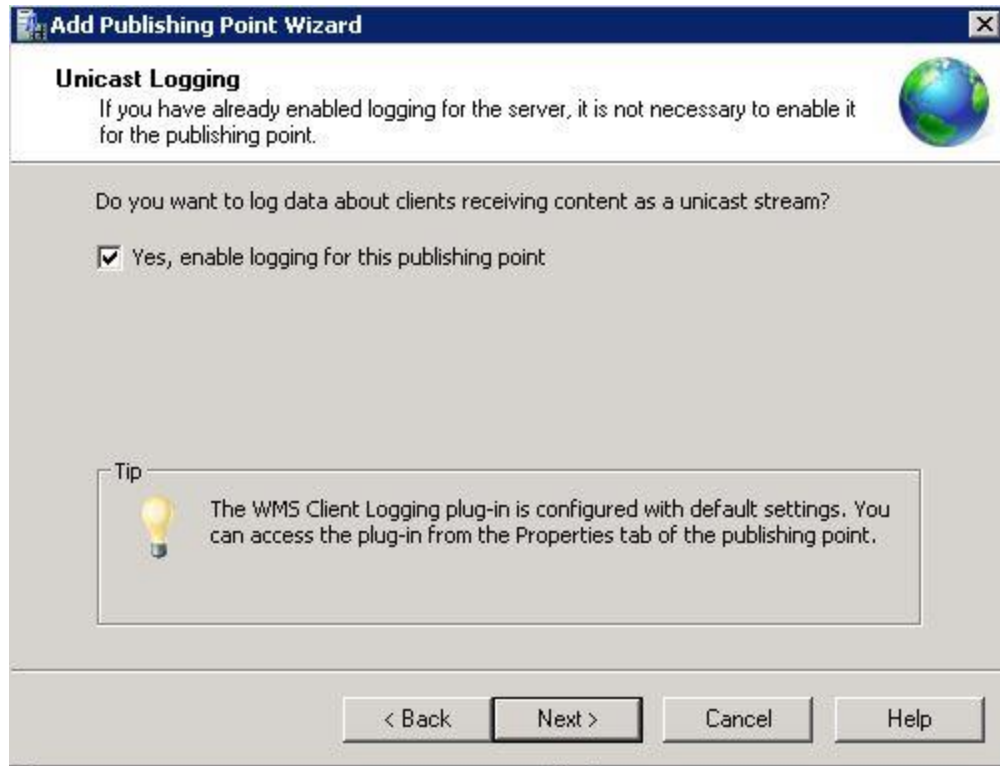 Add Publishing Point Wizard
Unicast Logging
If you have already enabled logging for the server, it is not necessary to enable it
for the publishing point.
Do you want to log data about clients receiving content as a unicast stream?
Yes, enable logging for this publishing point
Tip
The WMS Client Logging plug-in is configured with default settings. You
can access the plug-in from the Properties tab of the publishing point.
< Back
Next >
Cancel
Help